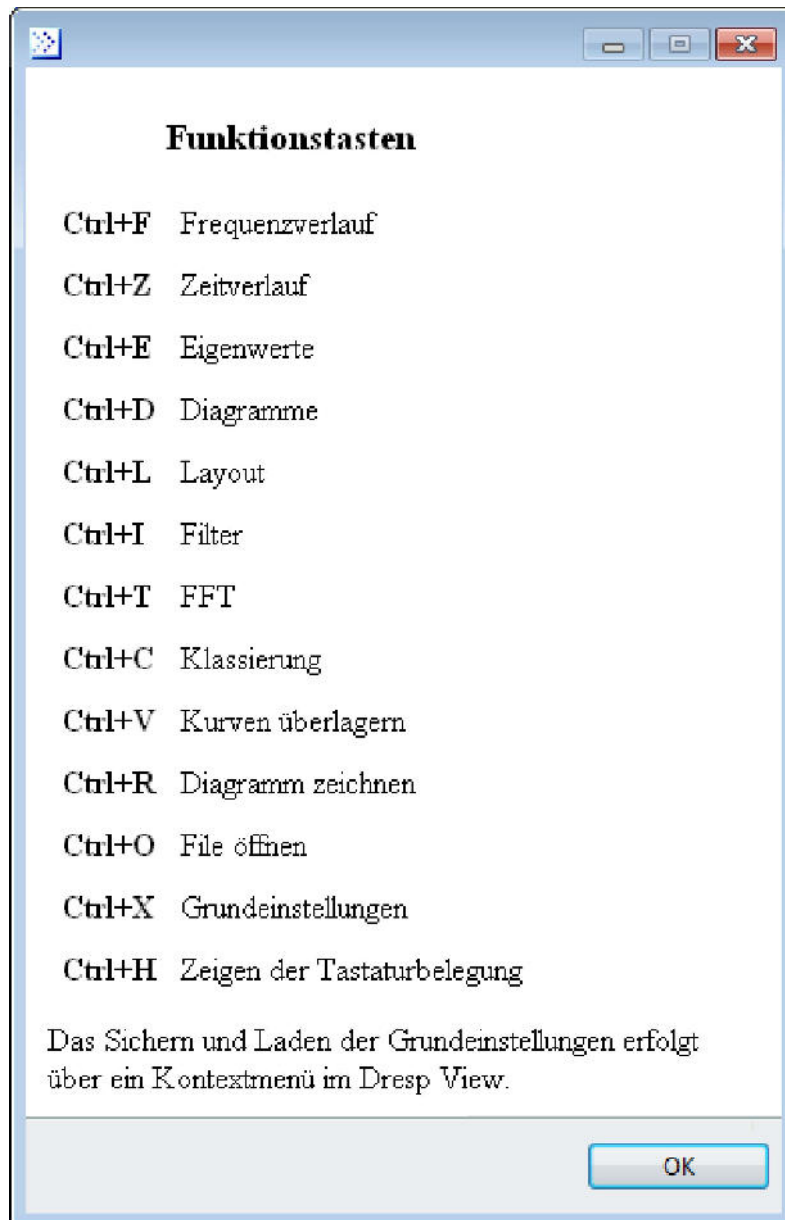 Funktionstasten
Ctrl+F Frequenzverlauf
Ctrl+Z Zeitverlauf
Ctrl+E Eigenwerte
Ctrl+D Diagramme
Ctrl+L Layout
Ctrl+I Filter
Ctrl+T FFT
Ctrl+C Klassierung
Ctrl+V Kurven überlagern
Ctrl+R Diagramm zeichnen
Ctrl+O File öffnen
Ctrl+X Grundeinstellungen
Ctrl+H Zeigen der Tastaturbelegung
Das Sichern und Laden der Grundeinstellungen erfolgt
über ein Kontextmenü im Dresp View.
OK